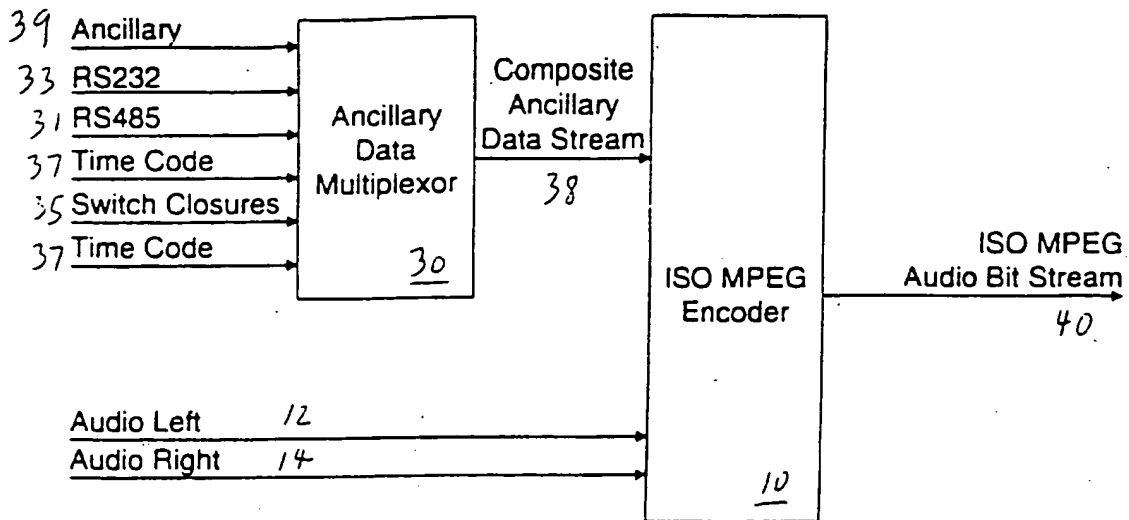 39 Ancillary
33 RS232
31 RS485
37 Time Code
35 Switch Closures
37 Time Code
Ancillary
Data
Multiplexor
30
Composite
Ancillary
Data Stream
38
ISO MPEG
Encoder
10
ISO MPEG
Audio Bit Stream
40
Audio Left 12
Audio Right 14